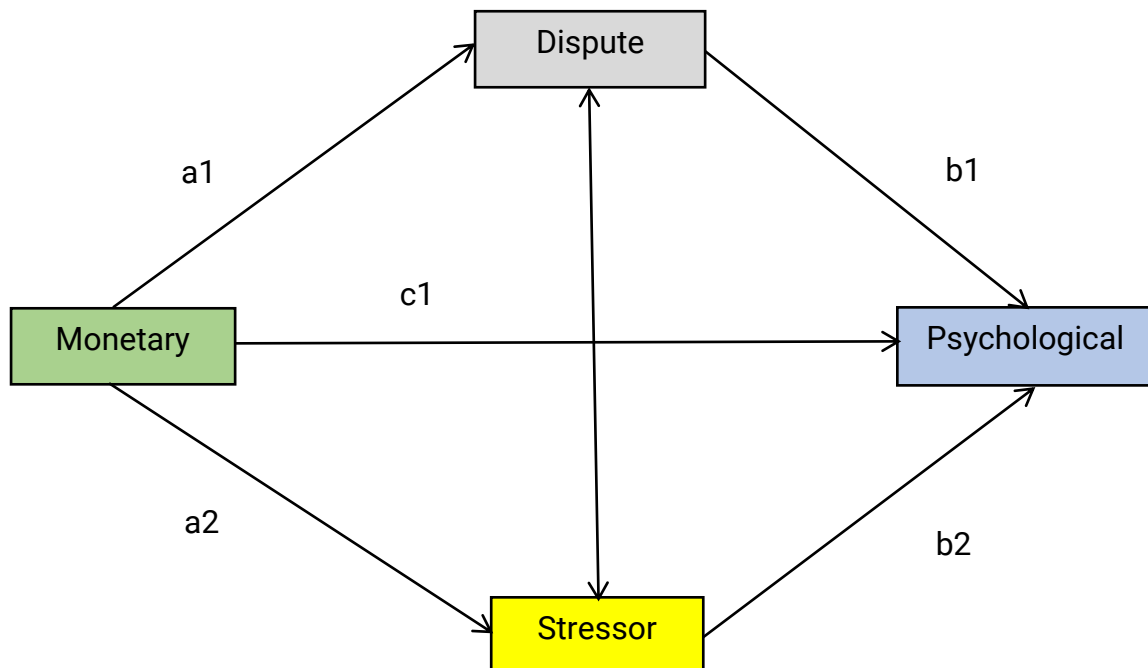 Dispute
a1
b1
c1
Monetary
Psychological
a2
b2
Stressor